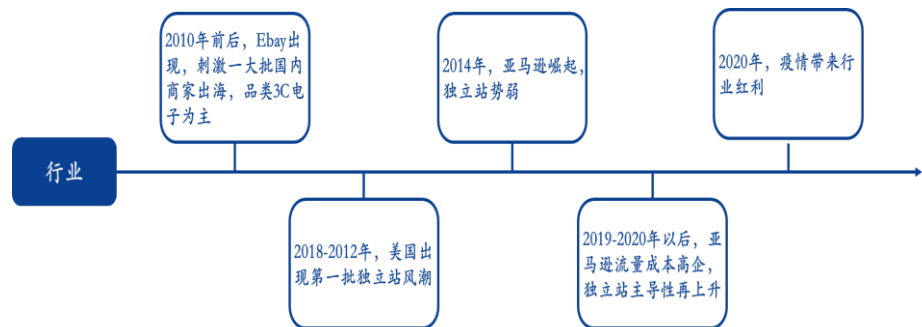 2010年前后，Ebay出
现，刺激一大批国内
商家出海，品类3C电
子为主
2014年，亚马逊崛起，
独立站势弱
2020年，疫情带来行
业红利
行业
2018-2012年，美国出
现第一批独立站风潮
2019-2020年以后，亚
马逊流量成本高企，
独立站主导性再上升